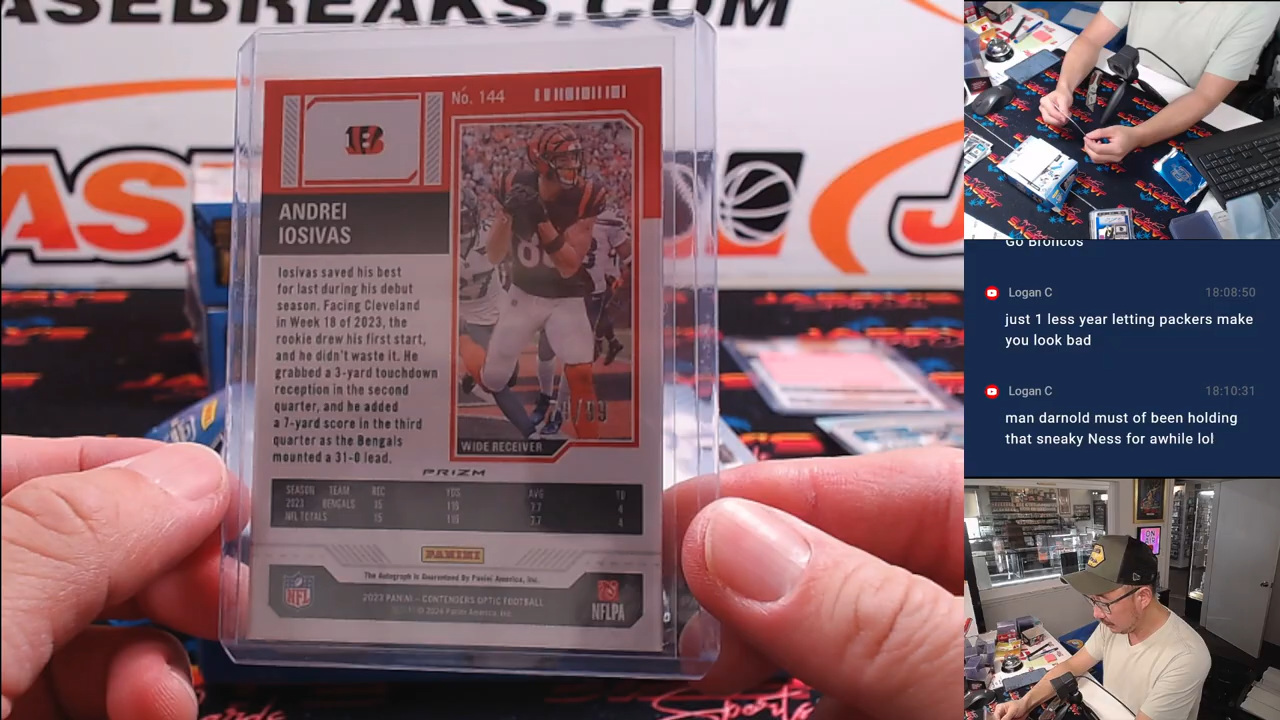 ASEBREAKS.COM
No. 144
ANDREI
IOSIVAS
Iosivas saved his best
for last during his debut
season. Facing Cleveland
in Week 18 of 2023, the
rookie drew his first start,
and he didn't waste it. He
grabbed a 3-yard touchdown
reception in the second
quarter, and he added
a 7-yard score in the third
quarter as the Bengals
mounted a 31-0 lead.
WIDE RECEIVER
PRIZM
SEASON TEAM REC YDS AVG TD
2023 BENGALS 15 116 7.7 4
NFL TOTALS 15 116 7.7 4
PANINI
The Autograph is Guaranteed By Panini America, Inc.
NFL
2023 PANINI – CONTENDERS OPTIC FOOTBALL
© 2024 Panini America, Inc.
NFLPA
Sports
Go Broncos
Logan C 18:08:50
just 1 less year letting packers make
you look bad
Logan C 18:10:31
man darnold must of been holding
that sneaky Ness for awhile lol